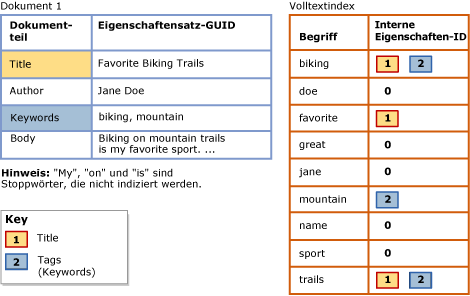 Dokument 1
Dokument-
teil
Eigenschaftensatz-GUID
Title
Favorite Biking Trails
Author
Jane Doe
Keywords
biking, mountain
Body
Biking on mountain trails
is my favorite sport. ...
Hinweis: "My", "on" und "is" sind
Stoppwörter, die nicht indiziert werden.
Key
1 Title
2 Tags
(Keywords)
Volltextindex
Begriff
Interne
Eigenschaften-ID
biking 1 2
doe 0
favorite 1
great 0
jane 0
mountain 2
name 0
sport 0
trails 1 2